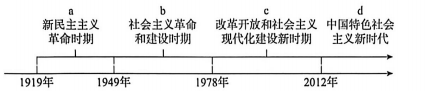 a
新民主主义
革命时期
b
社会主义革命
和建设时期
c
改革开放和社会主义
现代化建设新时期
d
中国特色社会
主义新时代
1919年
1949年
1978年
2012年